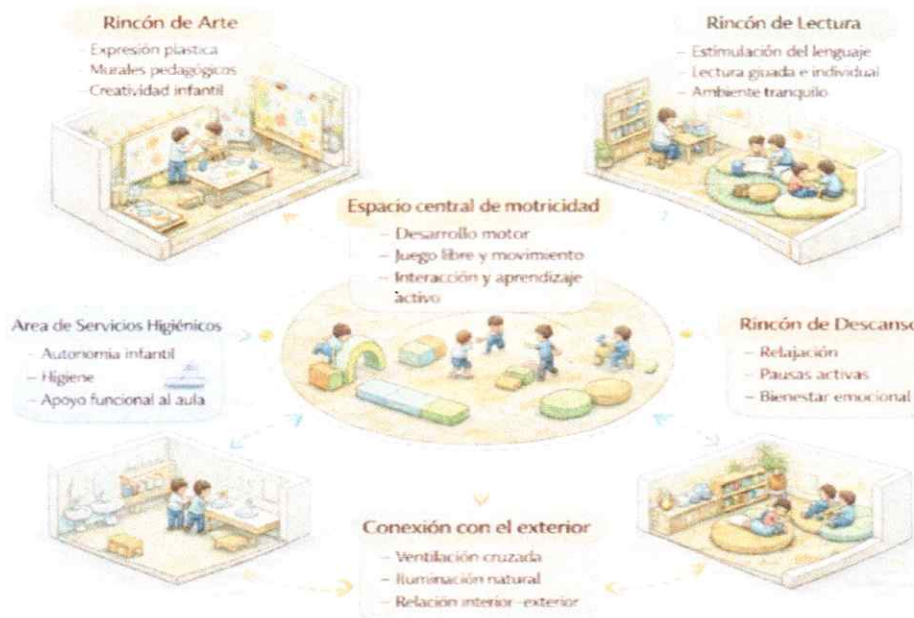 Rincón de Arte
– Expresión plastica
– Murales pedagógicos
– Creatividad infantil
Rincón de Lectura
– Estimulación del lenguaje
– Lectura giuada e individual
– Ambiente tranquilo
Espacio central de motricidad
– Desarrollo motor
– Juego libre y movimiento
– Interacción y aprendizaje
activo
Area de Servicios Higiénicos
– Autonomia infantil
– Higiene
– Apoyo funcional al aula
Rincón de Descanso
– Relajación
– Pausas activas
– Bienestar emocional
Conexión con el exterior
– Ventilación cruzada
– Iluminación natural
– Relación interior–exterior